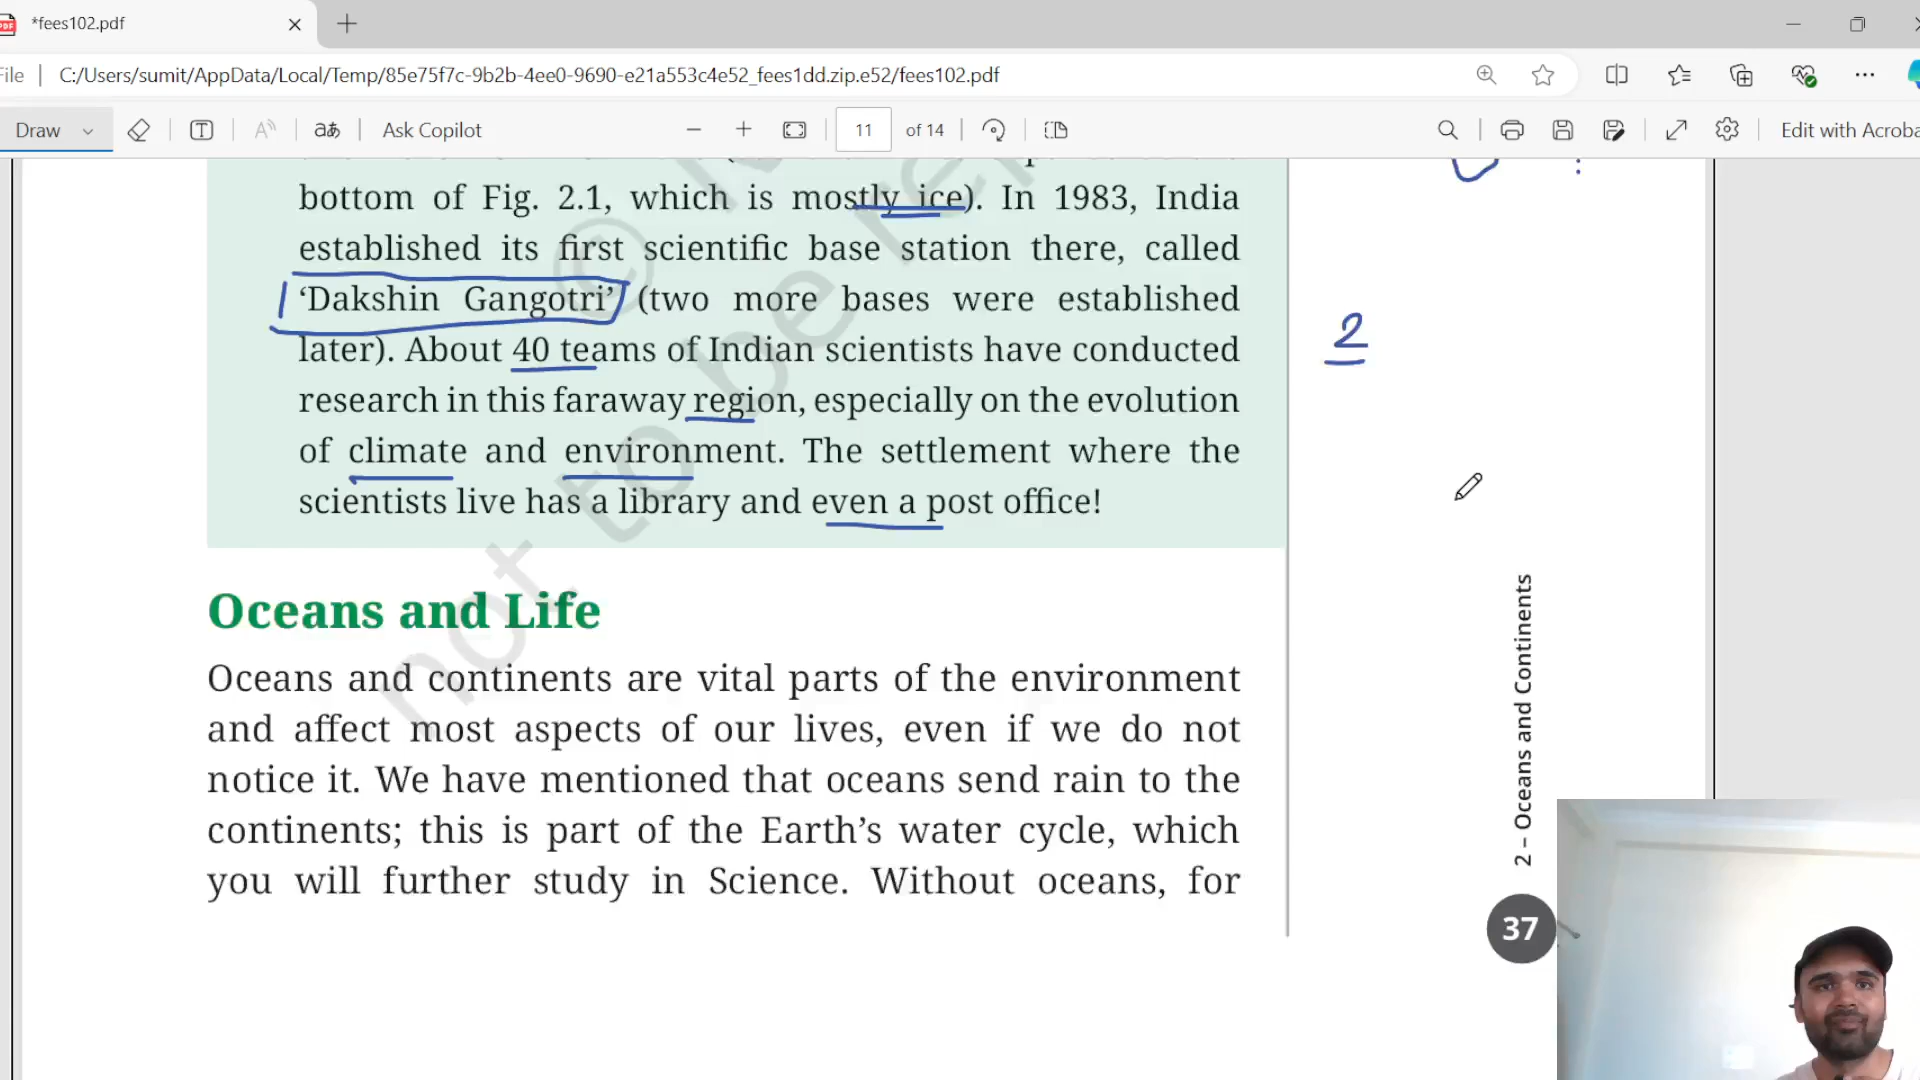 *fees102.pdf
File
C:/Users/sumit/AppData/Local/Temp/85e75f7c-9b2b-4ee0-9690-e21a553c4e52_fees1dd.zip.e52/fees102.pdf
Draw
Ask Copilot
11 of 14
Edit with Acroba
bottom of Fig. 2.1, which is mostly ice). In 1983, India
established its first scientific base station there, called
‘Dakshin Gangotri’ (two more bases were established
later). About 40 teams of Indian scientists have conducted
research in this faraway region, especially on the evolution
of climate and environment. The settlement where the
scientists live has a library and even a post office!
2
Oceans and Life
Oceans and continents are vital parts of the environment
and affect most aspects of our lives, even if we do not
notice it. We have mentioned that oceans send rain to the
continents; this is part of the Earth’s water cycle, which
you will further study in Science. Without oceans, for
2 – Oceans and Continents
37
not to be rep